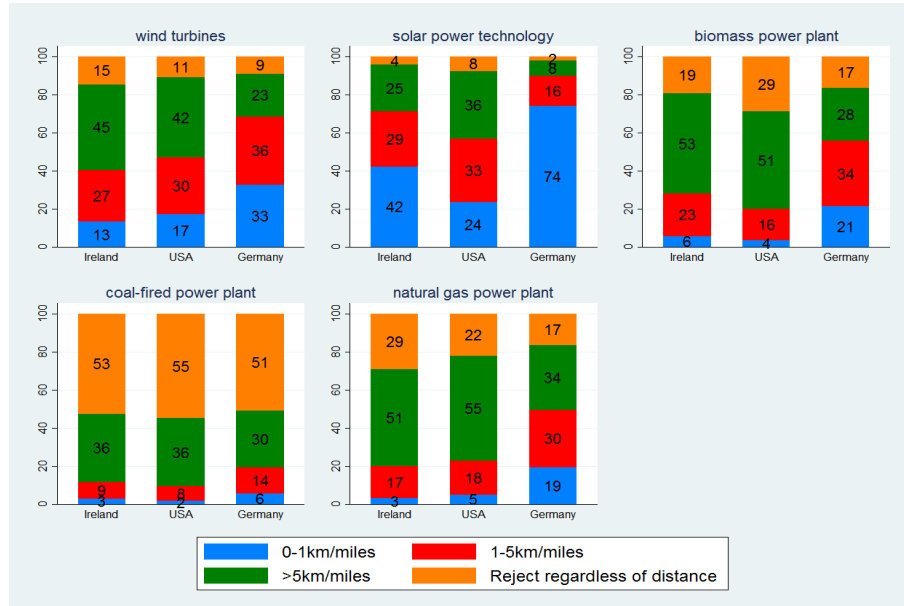 wind turbines
solar power technology
biomass power plant
0 20 40 60 80 100
15 11 9
45 42 23
27 30 36
13 17 33
Ireland USA Germany
0 20 40 60 80 100
4 8 2
25 36 8
29 33 16
42 24 74
Ireland USA Germany
0 20 40 60 80 100
19 29 17
53 51 28
23 16 34
6 4 21
Ireland USA Germany
coal-fired power plant
natural gas power plant
0 20 40 60 80 100
53 55 51
36 36 30
9 8 14
3 2 6
Ireland USA Germany
0 20 40 60 80 100
29 22 17
51 55 34
17 18 30
3 5 19
Ireland USA Germany
0-1km/miles 1-5km/miles
>5km/miles Reject regardless of distance